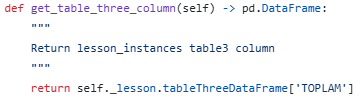 def get_table_three_column(self) -> pd.DataFrame:
"""
Return lesson_instances table3 column
"""
return self._lesson.tableThreeDataFrame['TOPLAM']